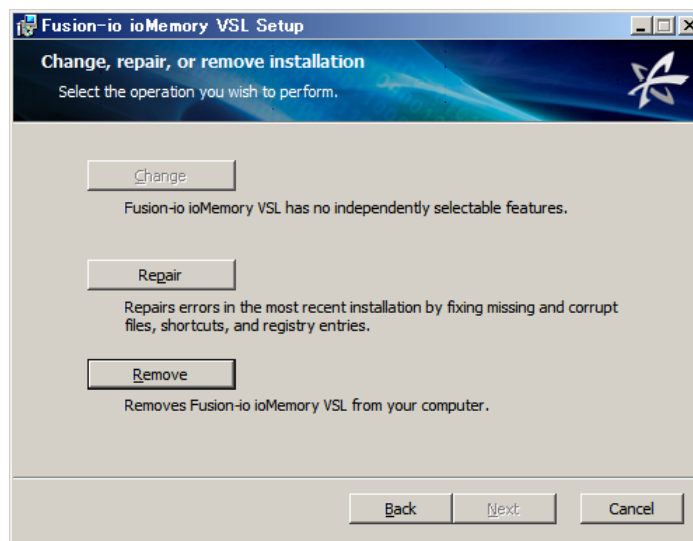 Fusion-io ioMemory VSL Setup
Change, repair, or remove installation
Select the operation you wish to perform.
Change
Fusion-io ioMemory VSL has no independently selectable features.
Repair
Repairs errors in the most recent installation by fixing missing and corrupt
files, shortcuts, and registry entries.
Remove
Removes Fusion-io ioMemory VSL from your computer.
Back
Next
Cancel